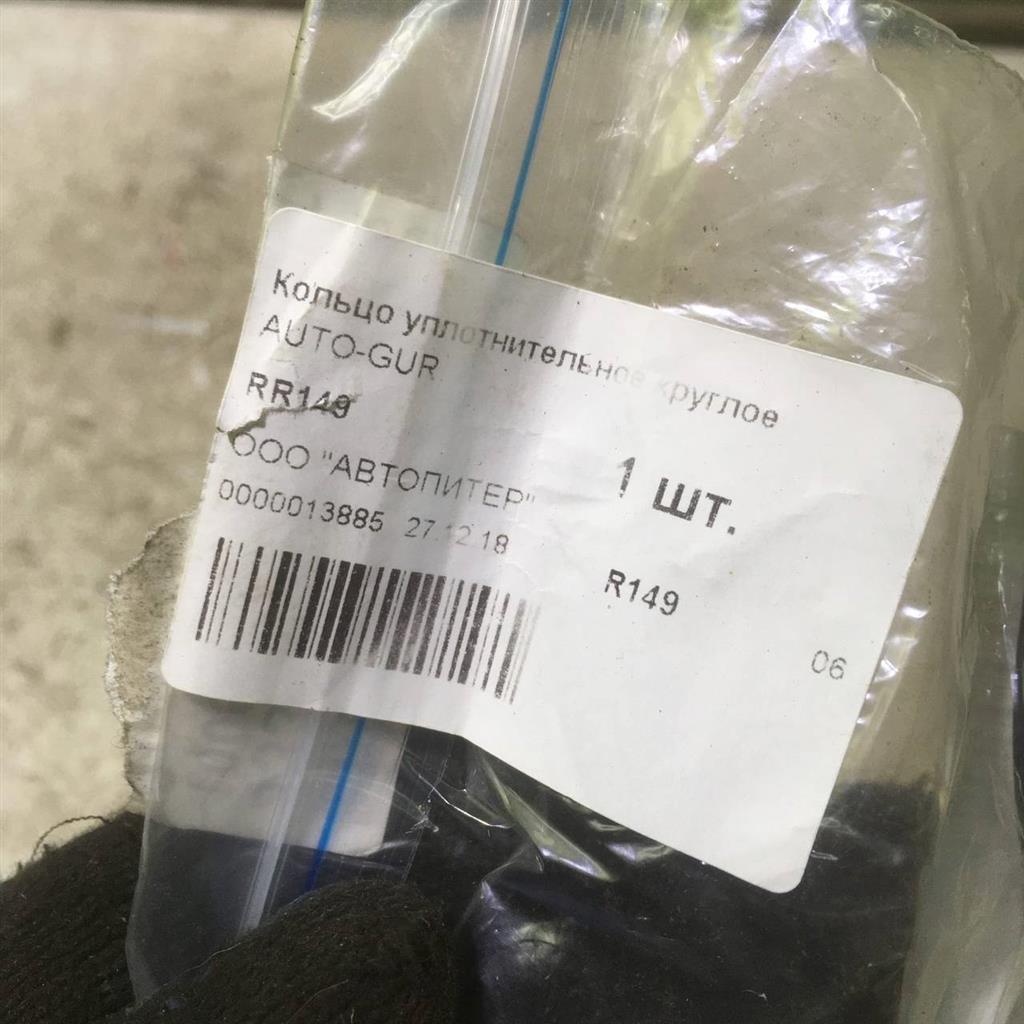 Кольцо уплотнительное круглое
AUTO-GUR
RR149
ООО "АВТОПИТЕР"
1 шт.
0000013885 27.12.18
R149
06